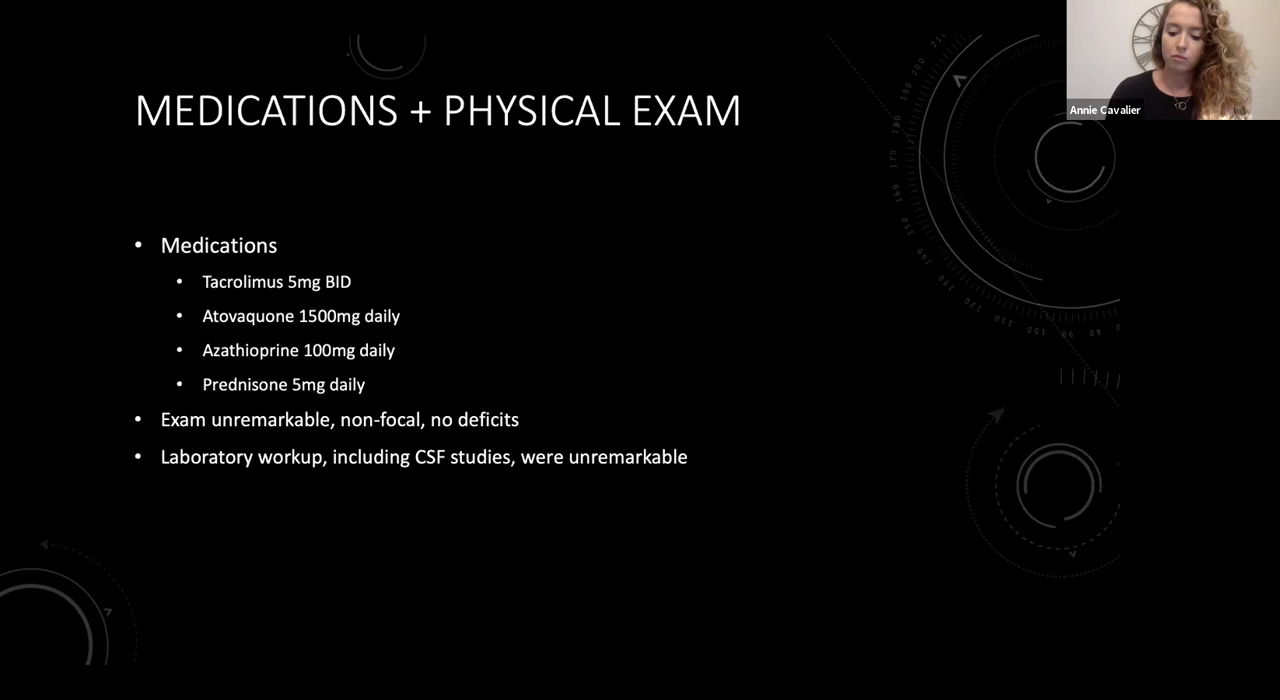 MEDICATIONS + PHYSICAL EXAM
Annie Cavalier
• Medications
• Tacrolimus 5mg BID
• Atovaquone 1500mg daily
• Azathioprine 100mg daily
• Prednisone 5mg daily
• Exam unremarkable, non-focal, no deficits
• Laboratory workup, including CSF studies, were unremarkable